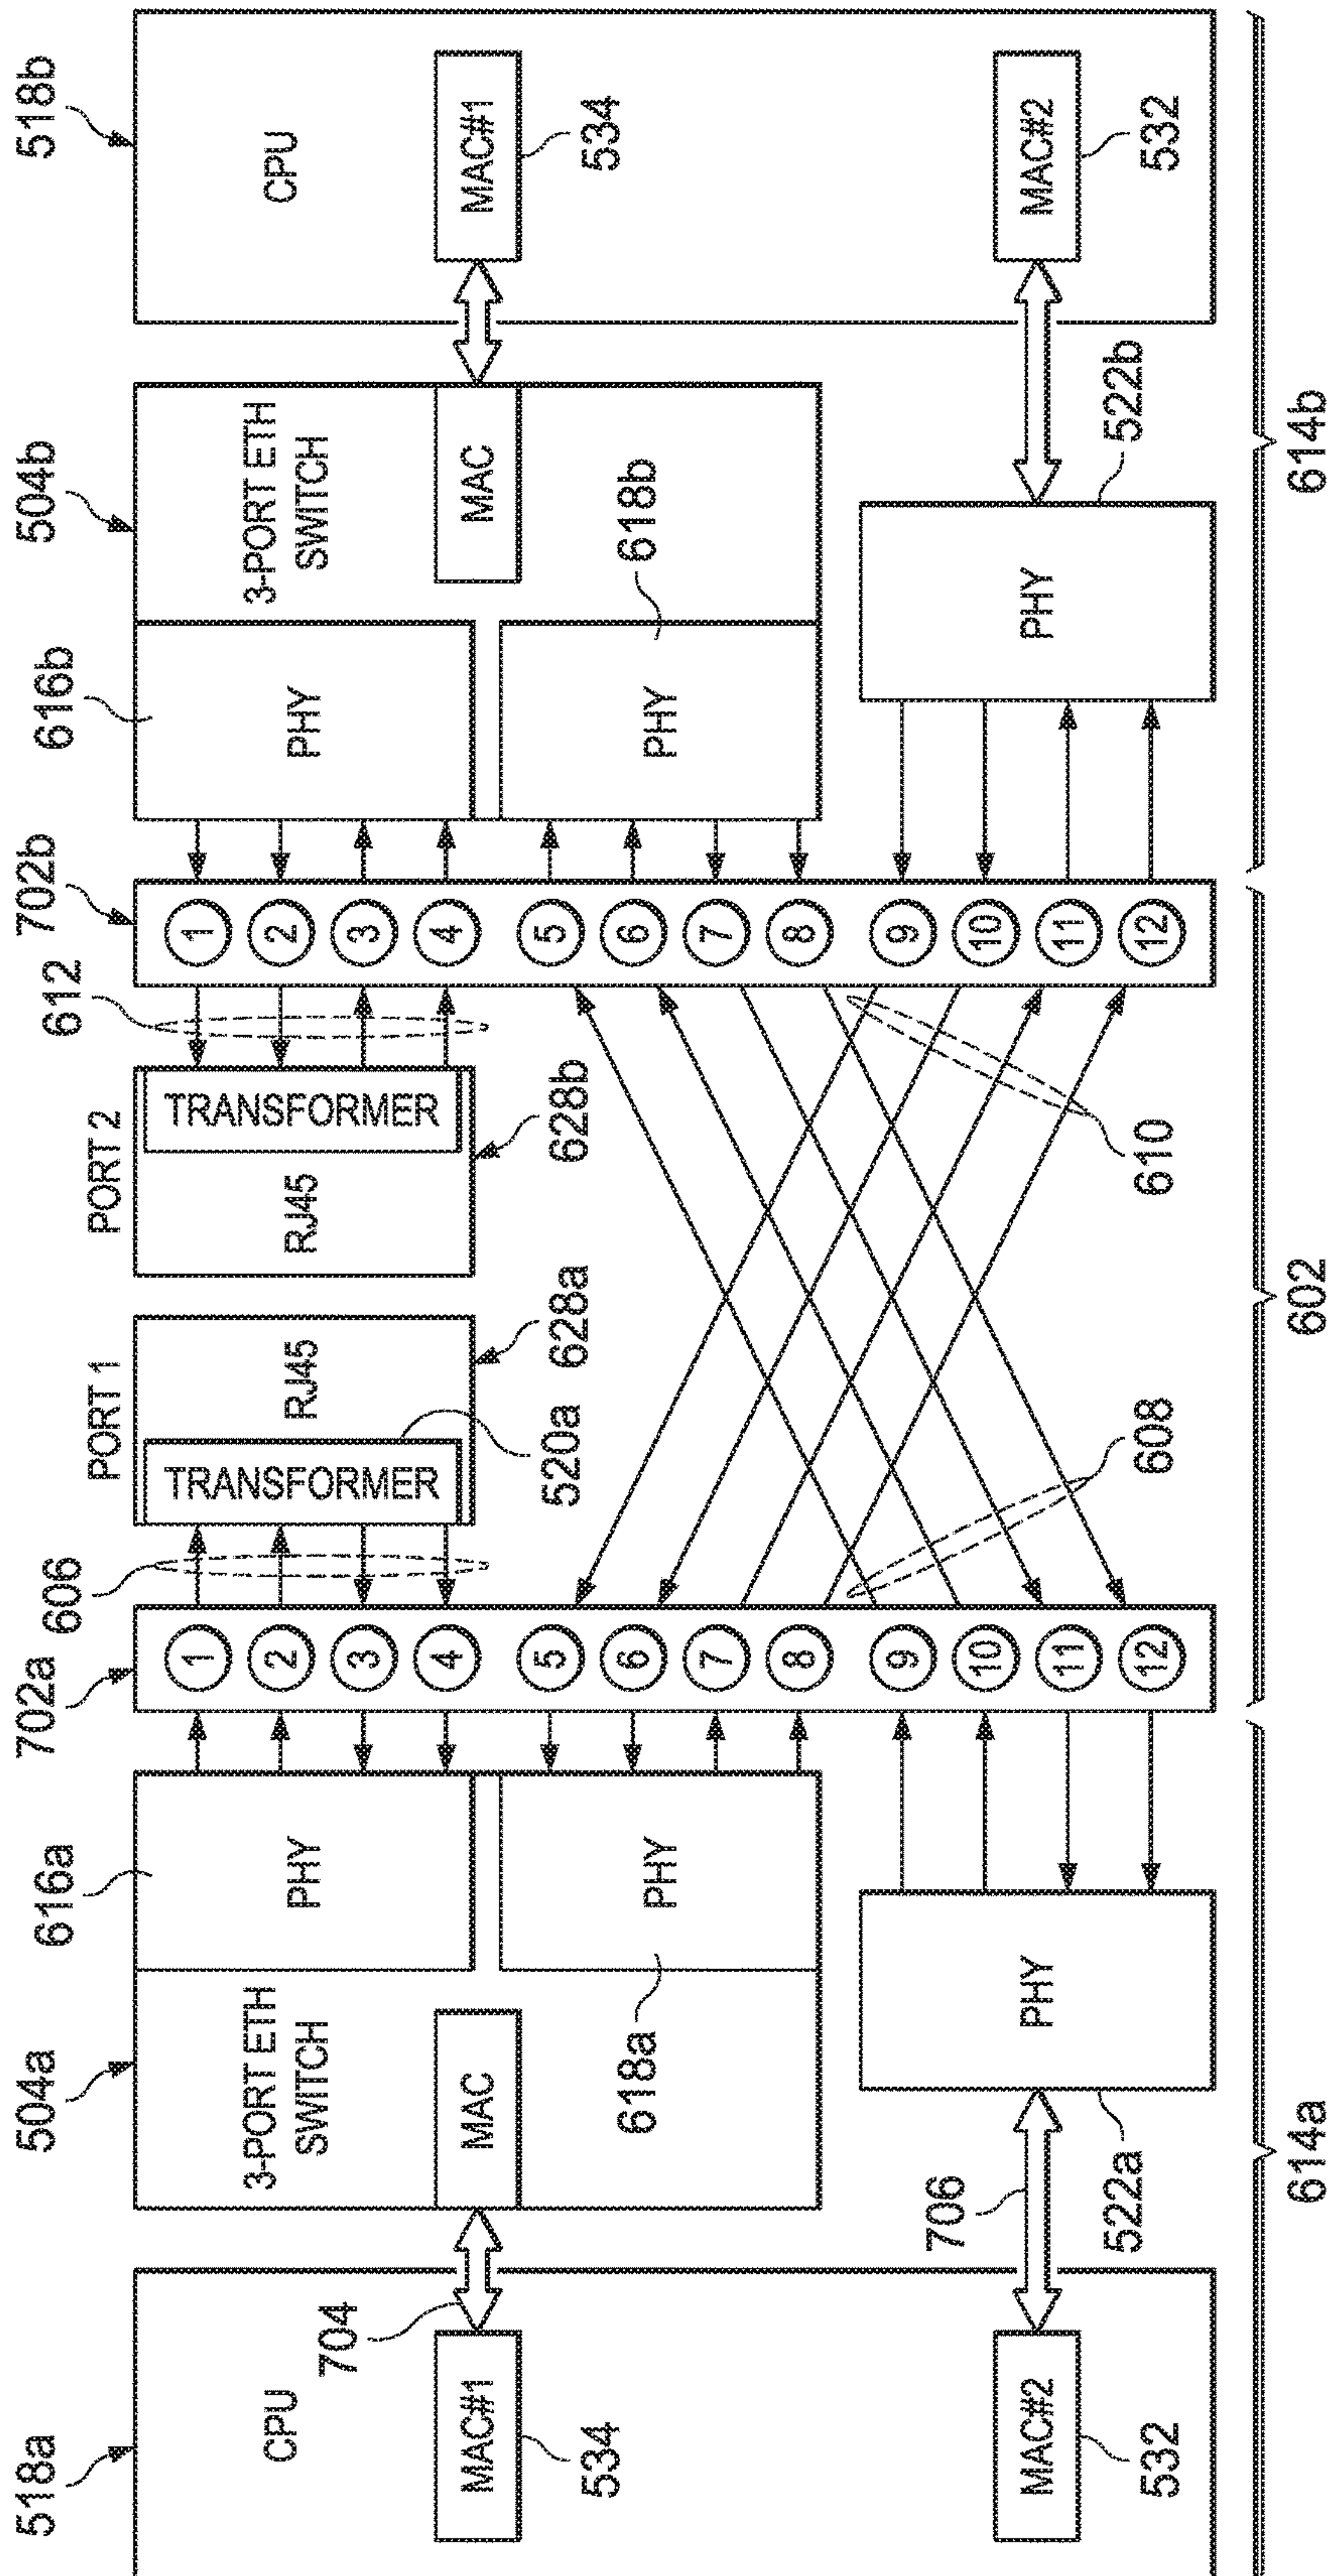 518a
504a
616a
702a
606
PORT 1
PORT 2
612
702b
616b
504b
518b
CPU
704
MAC#1
534
MAC#2
532
3-PORT ETH
SWITCH
MAC
PHY
PHY
618a
706
PHY
522a
1
2
3
4
5
6
7
8
9
10
11
12
TRANSFORMER
RJ45
520a
628a
RJ45
TRANSFORMER
628b
608
610
1
2
3
4
5
6
7
8
9
10
11
12
PHY
PHY
618b
3-PORT ETH
SWITCH
MAC
PHY
522b
CPU
MAC#1
534
MAC#2
532
614a
602
614b